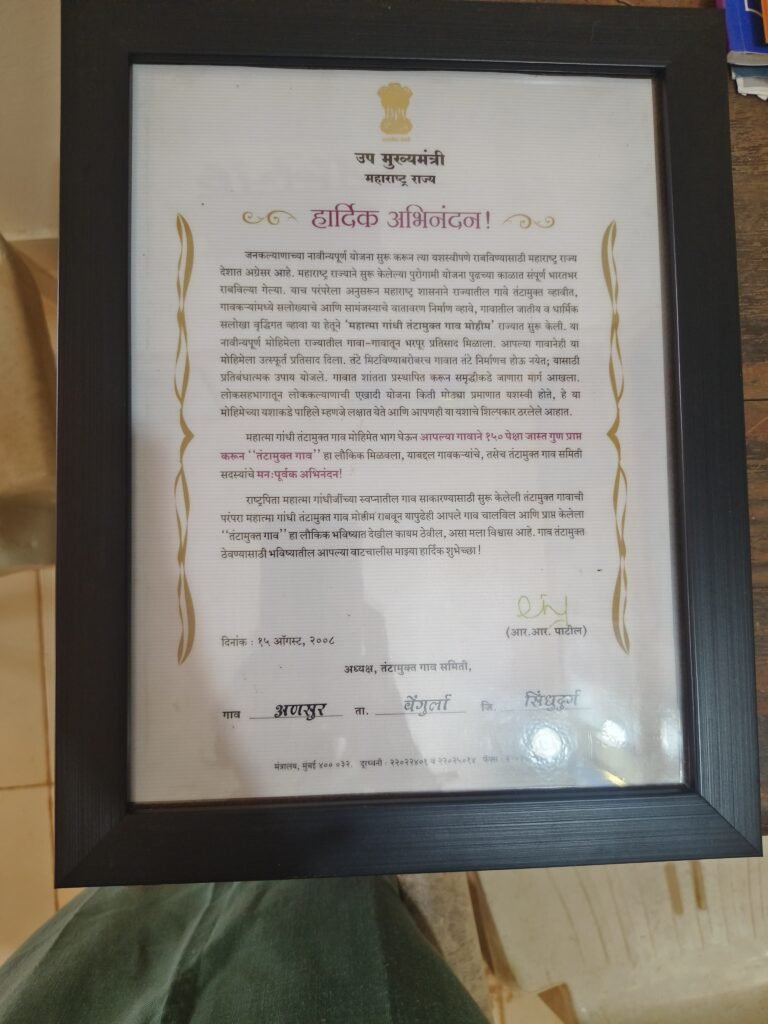 उप मुख्यमंत्री
महाराष्ट्र राज्य
हार्दिक अभिनंदन!
जनकल्याणाच्या नावीन्यपूर्ण योजना सुरू करून त्या यशस्वीपणे राबविण्यासाठी महाराष्ट्र राज्य
देशात अग्रेसर आहे. महाराष्ट्र राज्याने सुरू केलेल्या पुरोगामी योजना पुढच्या काळात संपूर्ण भारतभर
राबविल्या गेल्या. याच परंपरेला अनुसरून महाराष्ट्र शासनाने राज्यातील गावे तंटामुक्त व्हावीत,
गावकऱ्यांमध्ये सलोख्याचे आणि सामंजस्याचे वातावरण निर्माण व्हावे, गावातील जातीय व धार्मिक
सलोखा वृद्धिंगत व्हावा या हेतूने 'महात्मा गांधी तंटामुक्त गाव मोहीम' राज्यात सुरू केली. या
नावीन्यपूर्ण मोहिमेला राज्यातील गावा-गावातून भरपूर प्रतिसाद मिळाला. आपल्या गावानेही या
मोहिमेला उत्स्फूर्त प्रतिसाद दिला. तंटे मिटविण्याबरोबरच गावात तंटे निर्माणच होऊ नयेत; यासाठी
प्रतिबंधात्मक उपाय योजले. गावात शांतता प्रस्थापित करून समृद्धीकडे जाणारा मार्ग आखला.
लोकसहभागातून लोककल्याणाची एखादी योजना किती मोठ्या प्रमाणात यशस्वी होते, हे या
मोहिमेच्या यशाकडे पाहिले म्हणजे लक्षात येते आणि आपणही या यशाचे शिल्पकार ठरलेले आहात.
महात्मा गांधी तंटामुक्त गाव मोहिमेत भाग घेऊन आपल्या गावाने १५० पेक्षा जास्त गुण प्राप्त
करून "तंटामुक्त गाव" हा लौकिक मिळवला, याबद्दल गावकऱ्यांचे, तसेच तंटामुक्त गाव समिती
सदस्यांचे मन:पूर्वक अभिनंदन!
राष्ट्रपिता महात्मा गांधीजींच्या स्वप्नातील गाव साकारण्यासाठी सुरू केलेली तंटामुक्त गावाची
परंपरा महात्मा गांधी तंटामुक्त गाव मोहीम राबवून यापुढेही आपले गाव चालविल आणि प्राप्त केलेला
"तंटामुक्त गाव" हा लौकिक भविष्यात देखील कायम ठेवील, असा मला विश्वास आहे. गाव तंटामुक्त
ठेवण्यासाठी भविष्यातील आपल्या वाटचालीस माझ्या हार्दिक शुभेच्छा!
दिनांक : १५ ऑगस्ट, २००८
(आर.आर. पाटील)
अध्यक्ष, तंटामुक्त गाव समिती,
गाव अणसुर ता. वेंगुर्ला जि. सिंधुदुर्ग
मंत्रालय, मुंबई ४०० ०३२. दूरध्वनी : २२०२२४०१ व २२०२५०१४ फॅक्स :